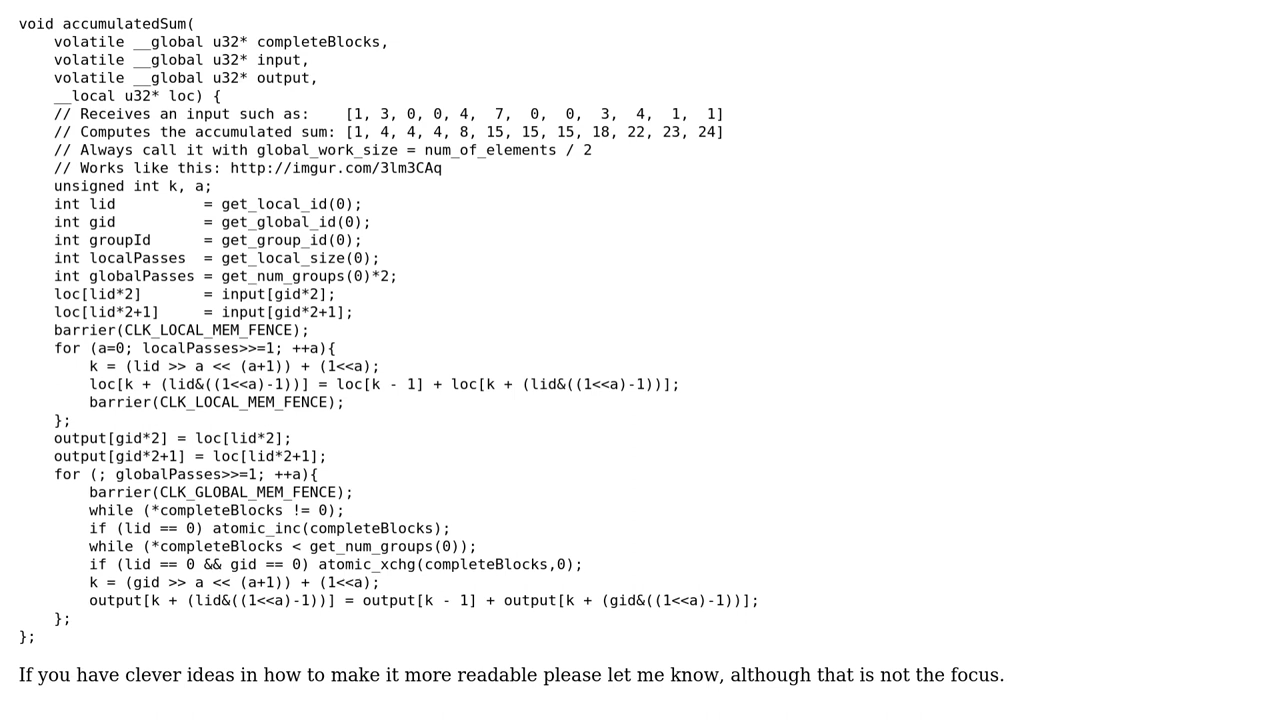 void accumulatedSum(
    volatile __global u32* completeBlocks,
    volatile __global u32* input,
    volatile __global u32* output,
    __local u32* loc) {
    // Receives an input such as:    [1, 3, 0, 0, 4,  7,  0,  0,  3,  4,  1,  1]
    // Computes the accumulated sum: [1, 4, 4, 4, 8, 15, 15, 15, 18, 22, 23, 24]
    // Always call it with global_work_size = num_of_elements / 2
    // Works like this: http://imgur.com/3lm3CAq
    unsigned int k, a;
    int lid          = get_local_id(0);
    int gid          = get_global_id(0);
    int groupId      = get_group_id(0);
    int localPasses  = get_local_size(0);
    int globalPasses = get_num_groups(0)*2;
    loc[lid*2]       = input[gid*2];
    loc[lid*2+1]     = input[gid*2+1];
    barrier(CLK_LOCAL_MEM_FENCE);
    for (a=0; localPasses>>=1; ++a){
        k = (lid >> a << (a+1)) + (1<<a);
        loc[k + (lid&((1<<a)-1))] = loc[k - 1] + loc[k + (lid&((1<<a)-1))];
        barrier(CLK_LOCAL_MEM_FENCE);
    };
    output[gid*2] = loc[lid*2];
    output[gid*2+1] = loc[lid*2+1];
    for (; globalPasses>>=1; ++a){
        barrier(CLK_GLOBAL_MEM_FENCE);
        while (*completeBlocks != 0);
        if (lid == 0) atomic_inc(completeBlocks);
        while (*completeBlocks < get_num_groups(0));
        if (lid == 0 && gid == 0) atomic_xchg(completeBlocks,0);
        k = (gid >> a << (a+1)) + (1<<a);
        output[k + (lid&((1<<a)-1))] = output[k - 1] + output[k + (gid&((1<<a)-1))];
    };
};
If you have clever ideas in how to make it more readable please let me know, although that is not the focus.